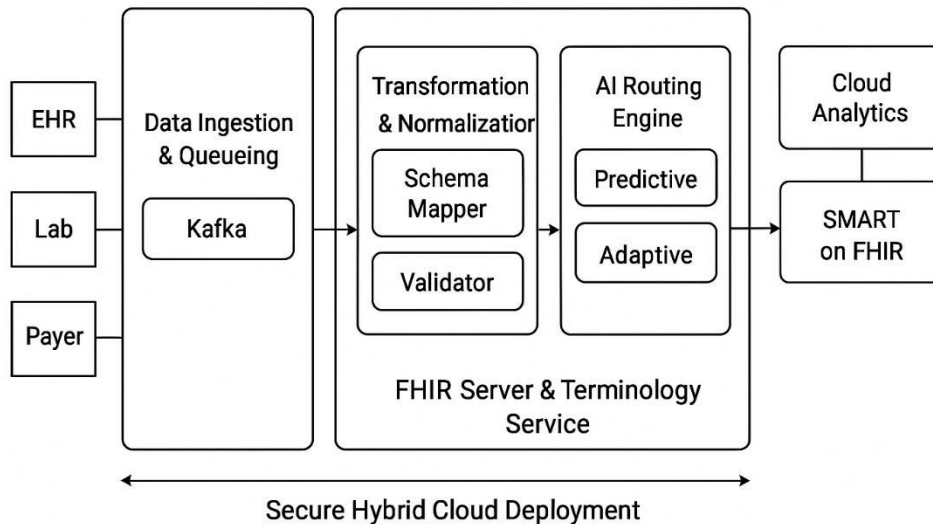 EHR
Lab
Payer
Data Ingestion
& Queueing
Kafka
Transformation
& Normalization
Schema
Mapper
Validator
AI Routing
Engine
Predictive
Adaptive
FHIR Server & Terminology
Service
Cloud
Analytics
SMART
on FHIR
Secure Hybrid Cloud Deployment